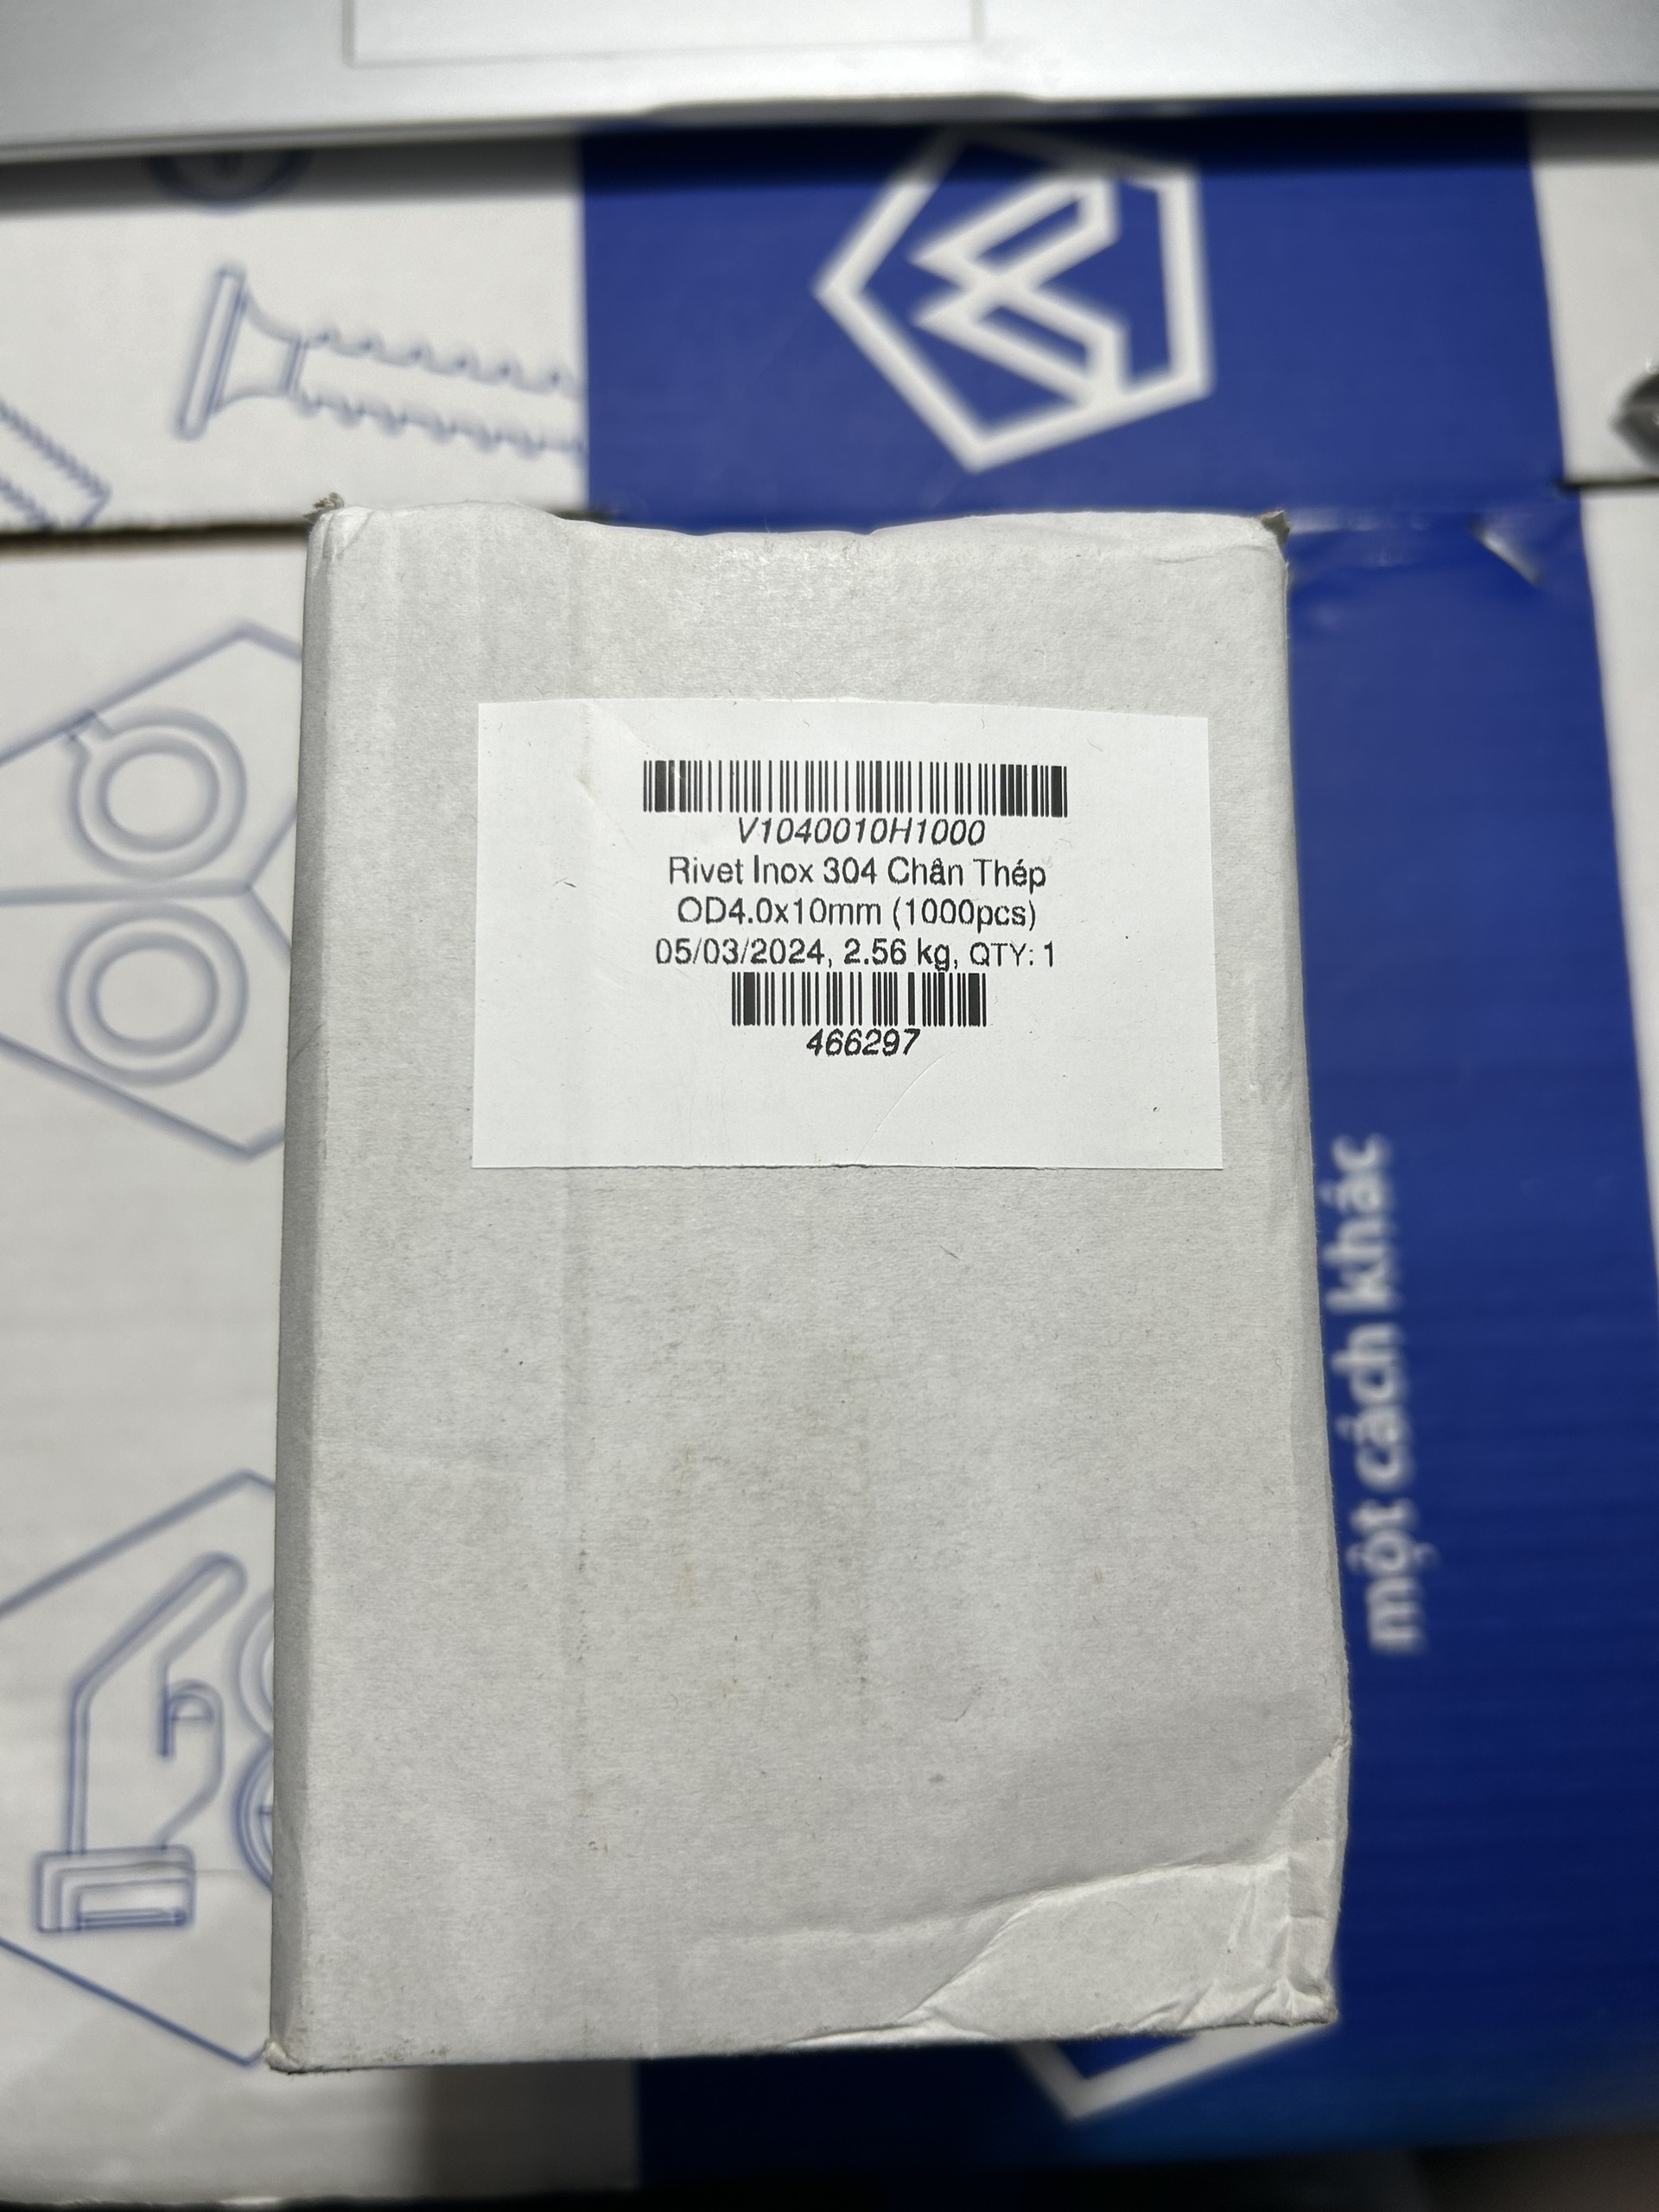 V1040010H1000
Rivet Inox 304 Chân Thép
OD4.0x10mm (1000pcs)
05/03/2024, 2.56 kg, QTY: 1
466297
một cách khác